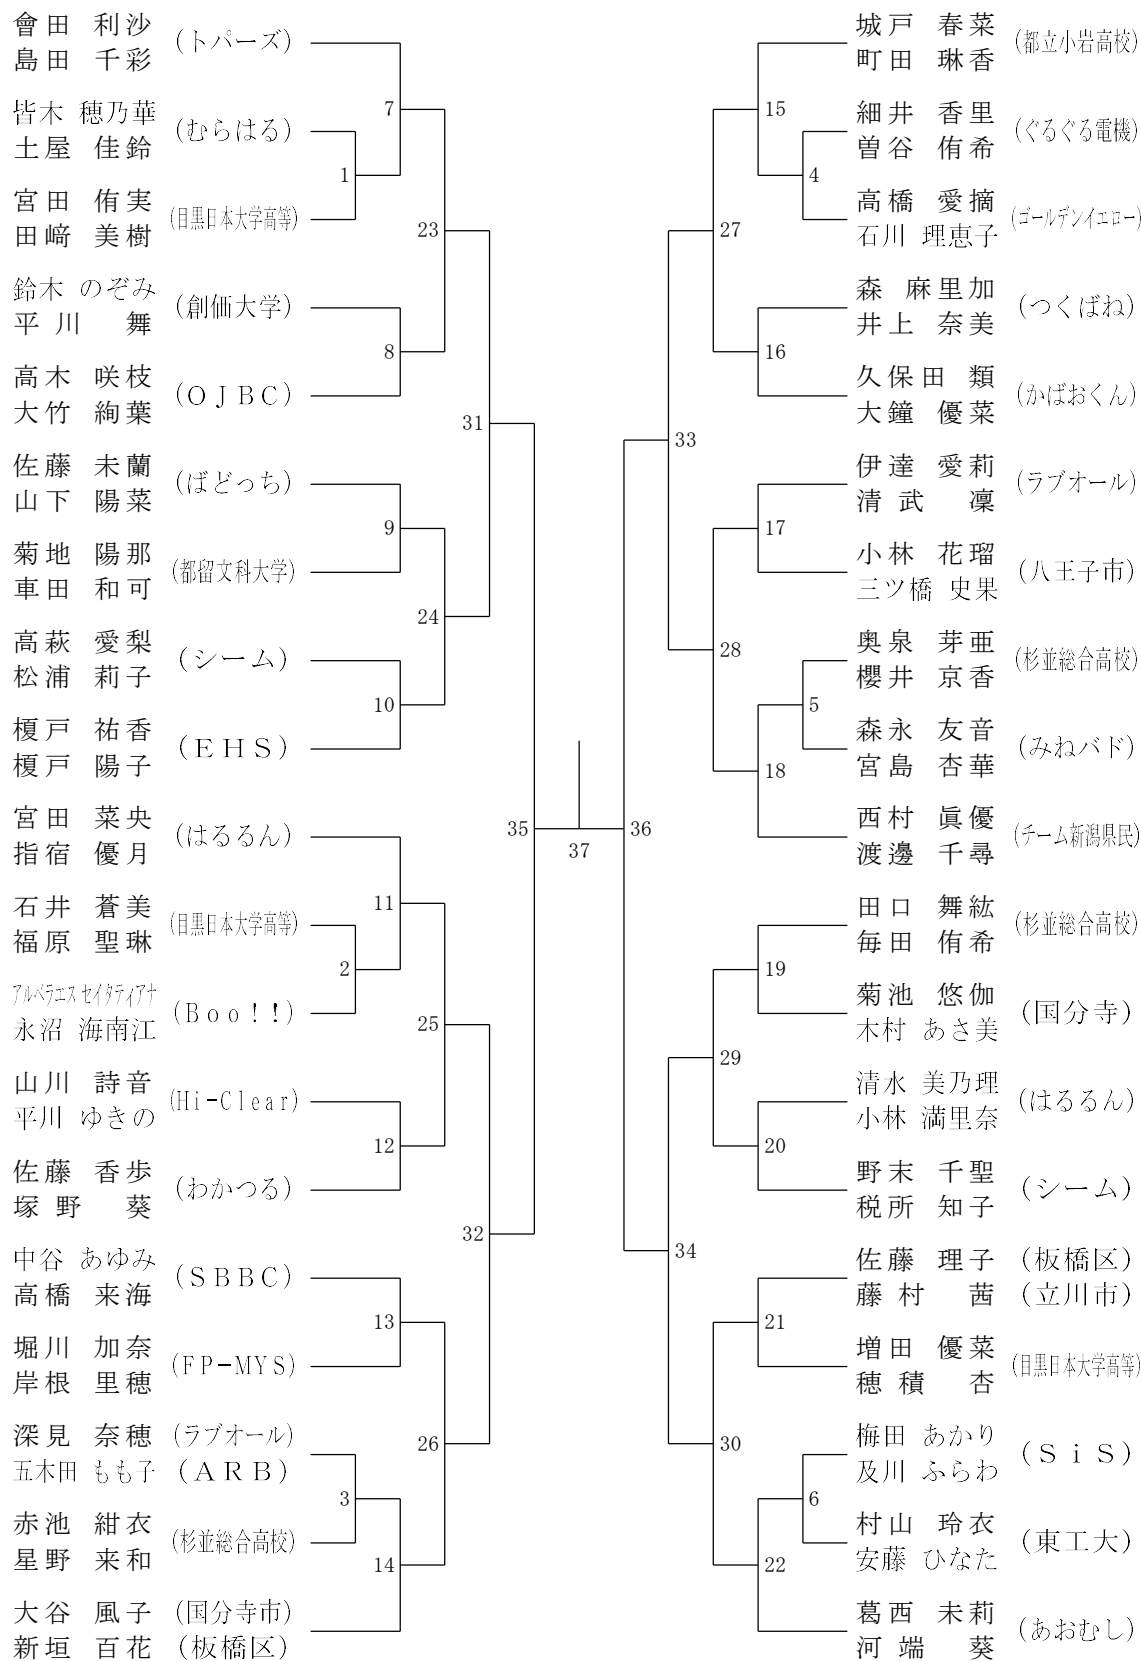 會田 利沙
島田 千彩
(トパーズ)
皆木 穂乃華
土屋 佳鈴
(むらはる)
宮田 侑実
田﨑 美樹
(目黒日本大学高等)
鈴木 のぞみ
平川 舞
(創価大学)
高木 咲枝
大竹 絢葉
(OJBC)
佐藤 未蘭
山下 陽菜
(ばどっち)
菊地 陽那
車田 和可
(都留文科大学)
高萩 愛梨
松浦 莉子
(シーム)
榎戸 祐香
榎戸 陽子
(EHS)
宮田 菜央
指宿 優月
(はるるん)
石井 蒼美
福原 聖琳
(目黒日本大学高等)
アルベラエス セイタティアナ
永沼 海南江
(Boo!!)
山川 詩音
平川 ゆきの
(Hi-Clear)
佐藤 香歩
塚野 葵
(わかつる)
中谷 あゆみ
高橋 来海
(SBBC)
堀川 加奈
岸根 里穂
(FP-MYS)
深見 奈穂 (ラブオール)
五木田 もも子 (ARB)
赤池 紺衣
星野 来和
(杉並総合高校)
大谷 風子 (国分寺市)
新垣 百花 (板橋区)
7
1
23
8
31
9
24
10
35
11
2
25
12
32
13
26
3
14
37
36
15
4
27
16
33
17
28
5
18
19
29
20
34
21
30
6
22
城戸 春菜
町田 琳香
(都立小岩高校)
細井 香里
曽谷 侑希
(ぐるぐる電機)
高橋 愛摘
石川 理恵子
(ゴールデンイエロー)
森 麻里加
井上 奈美
(つくばね)
久保田 類
大鐘 優菜
(かばおくん)
伊達 愛莉
清武 凜
(ラブオール)
小林 花瑠
三ツ橋 史果
(八王子市)
奥泉 芽亜
櫻井 京香
(杉並総合高校)
森永 友音
宮島 杏華
(みねバド)
西村 眞優
渡邊 千尋
(チーム新潟県民)
田口 舞紘
毎田 侑希
(杉並総合高校)
菊池 悠伽
木村 あさ美
(国分寺)
清水 美乃理
小林 満里奈
(はるるん)
野末 千聖
税所 知子
(シーム)
佐藤 理子 (板橋区)
藤村 茜 (立川市)
増田 優菜
穂積 杏
(目黒日本大学高等)
梅田 あかり
及川 ふらわ
(SiS)
村山 玲衣
安藤 ひなた
(東工大)
葛西 未莉
河端 葵
(あおむし)